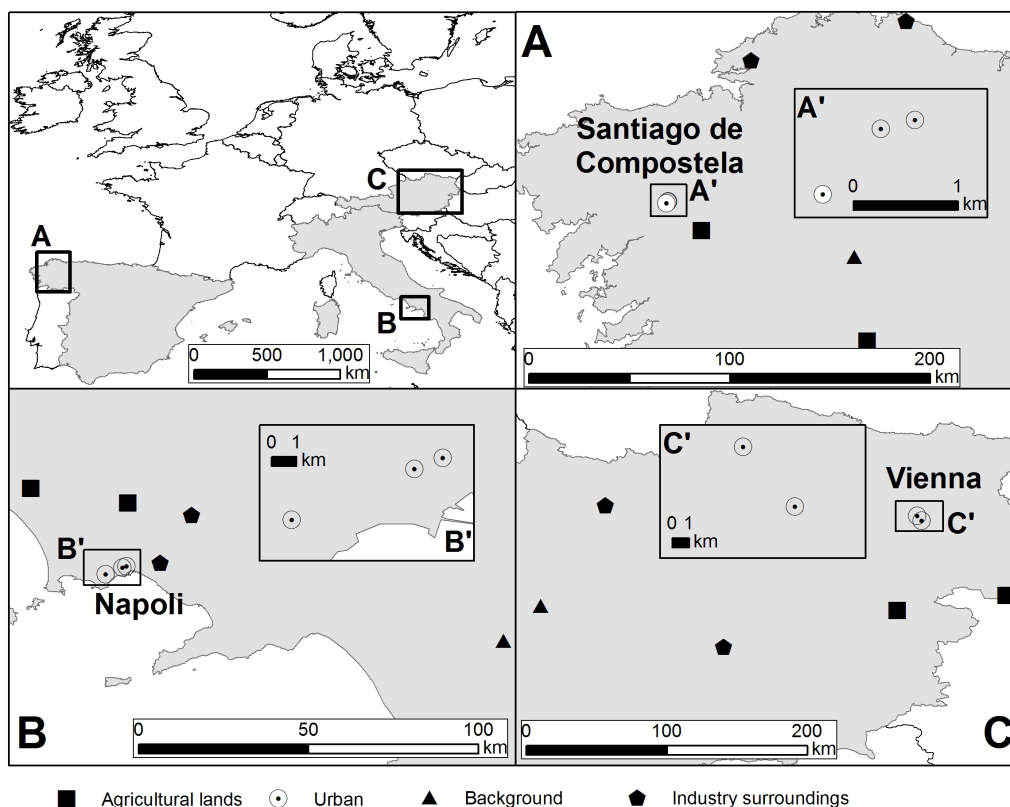 A
B
C
0 500 1,000
km
A
Santiago de
Compostela
A'
A'
0 1
km
0 100 200
km
B
B'
Napoli
0 1
km
B'
0 50 100
km
C'
0 1
km
Vienna
C'
0 100 200
km
C
Agricultural lands Urban Background Industry surroundings